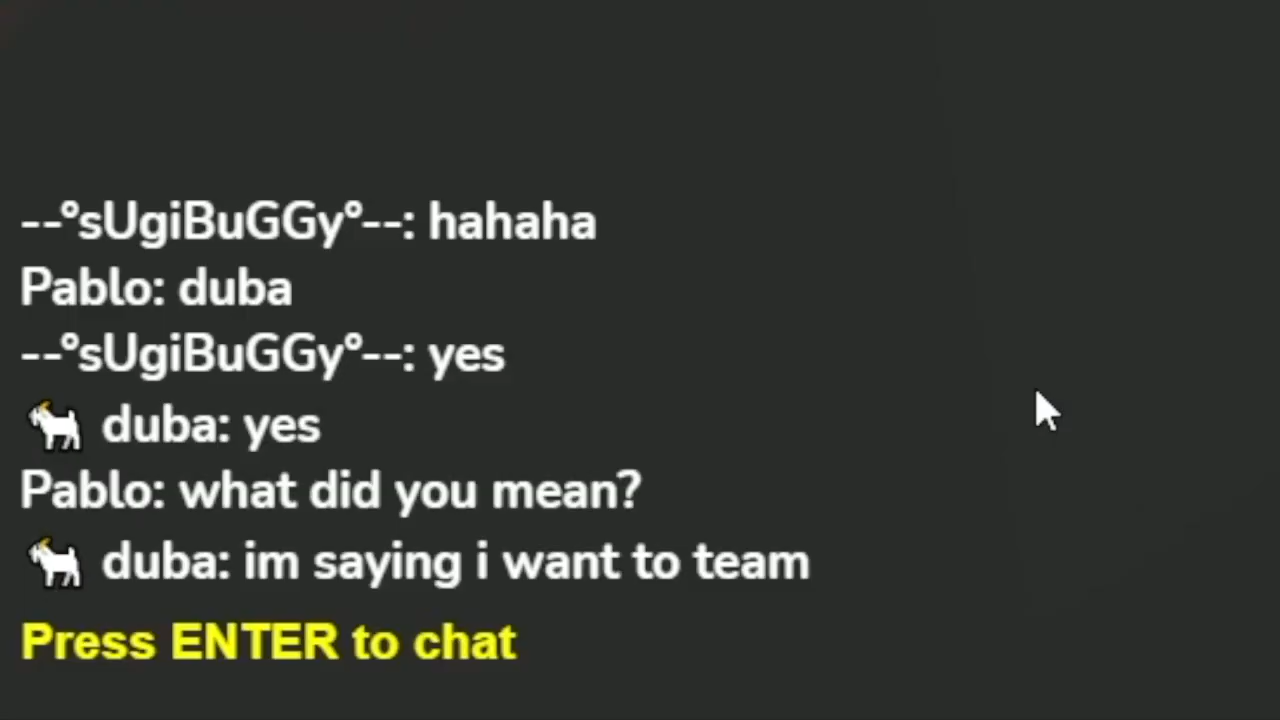 --°sUgiBuGGy°--: hahaha
Pablo: duba
--°sUgiBuGGy°--: yes
🐐 duba: yes
Pablo: what did you mean?
🐐 duba: im saying i want to team
Press ENTER to chat